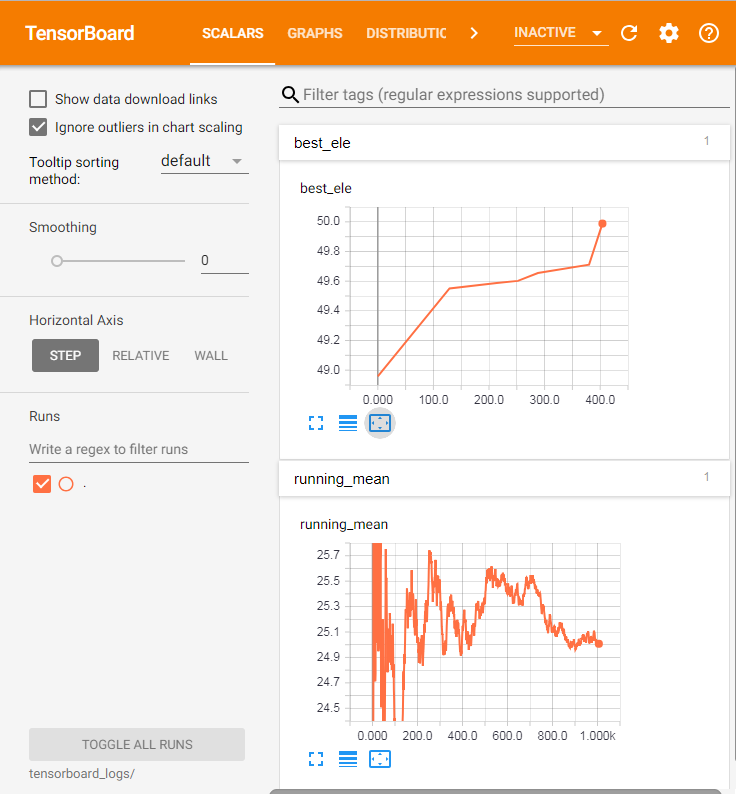 TensorBoard
SCALARS GRAPHS DISTRIBUTIO
INACTIVE
Show data download links
Ignore outliers in chart scaling
Tooltip sorting
method:
default
Smoothing
0
Horizontal Axis
STEP RELATIVE WALL
Runs
Write a regex to filter runs
.
TOGGLE ALL RUNS
tensorboard_logs/
Filter tags (regular expressions supported)
best_ele 1
best_ele
50.0
49.8
49.6
49.4
49.2
49.0
0.000 100.0 200.0 300.0 400.0
running_mean 1
running_mean
25.7
25.5
25.3
25.1
24.9
24.7
24.5
0.000 200.0 400.0 600.0 800.0 1.000k